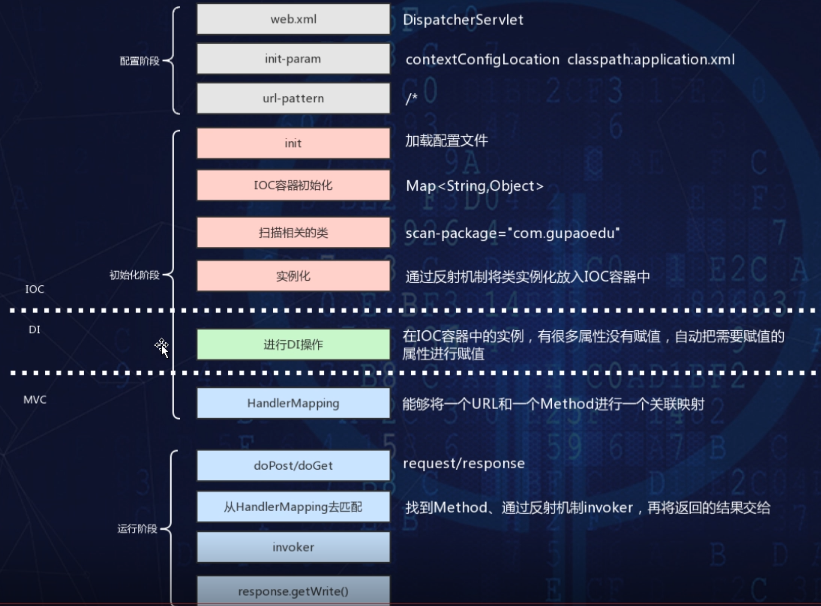 web.xml
DispatcherServlet
配置阶段
init-param
contextConfigLocation classpath:application.xml
url-pattern
/*
init
加载配置文件
IOC容器初始化
Map<String,Object>
扫描相关的类
scan-package="com.gupaoedu"
初始化阶段
实例化
通过反射机制将类实例化放入IOC容器中
IOC
DI
进行DI操作
在IOC容器中的实例，有很多属性没有赋值，自动把需要赋值的
属性进行赋值
MVC
HandlerMapping
能够将一个URL和一个Method进行一个关联映射
doPost/doGet
request/response
从HandlerMapping去匹配
找到Method、通过反射机制invoker，再将返回的结果交给
运行阶段
invoker
response.getWrite()